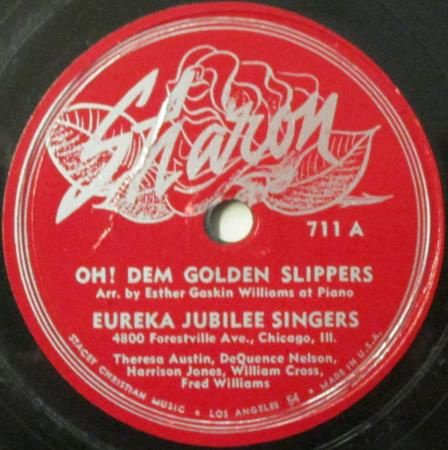 Sharon
711 A
OH! DEM GOLDEN SLIPPERS
Arr. by Esther Gaskin Williams at Piano
EUREKA JUBILEE SINGERS
4800 Forestville Ave., Chicago, Ill.
Theresa Austin, DeQuence Nelson,
Harrison Jones, William Cross,
Fred Williams
STACEY CHRISTIAN MUSIC • LOS ANGELES 54 • MADE IN U.S.A.